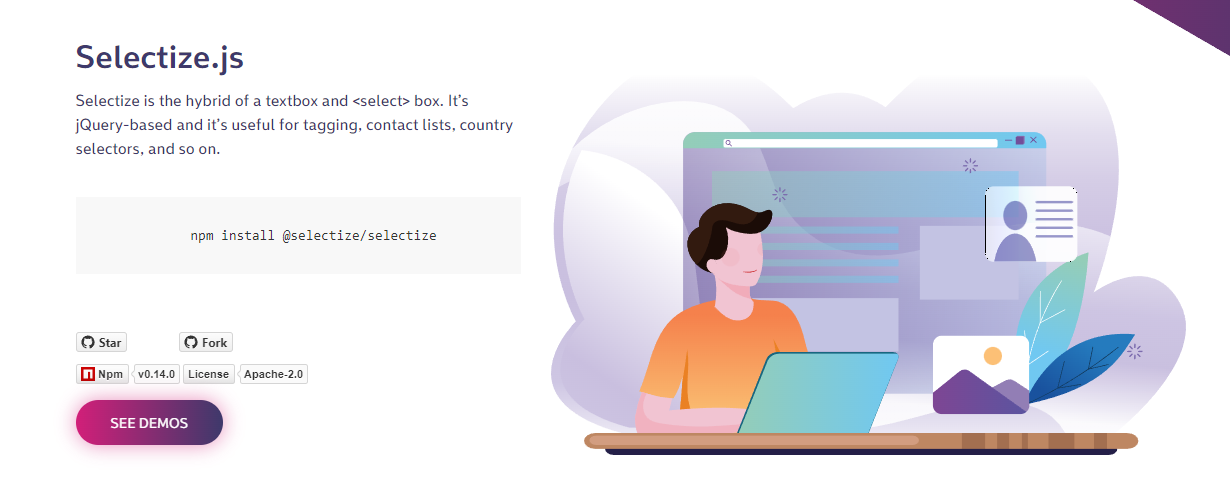 Selectize.js
Selectize is the hybrid of a textbox and <select> box. It’s
jQuery-based and it’s useful for tagging, contact lists, country
selectors, and so on.
npm install @selectize/selectize
Star
Fork
Npm v0.14.0 License Apache-2.0
SEE DEMOS